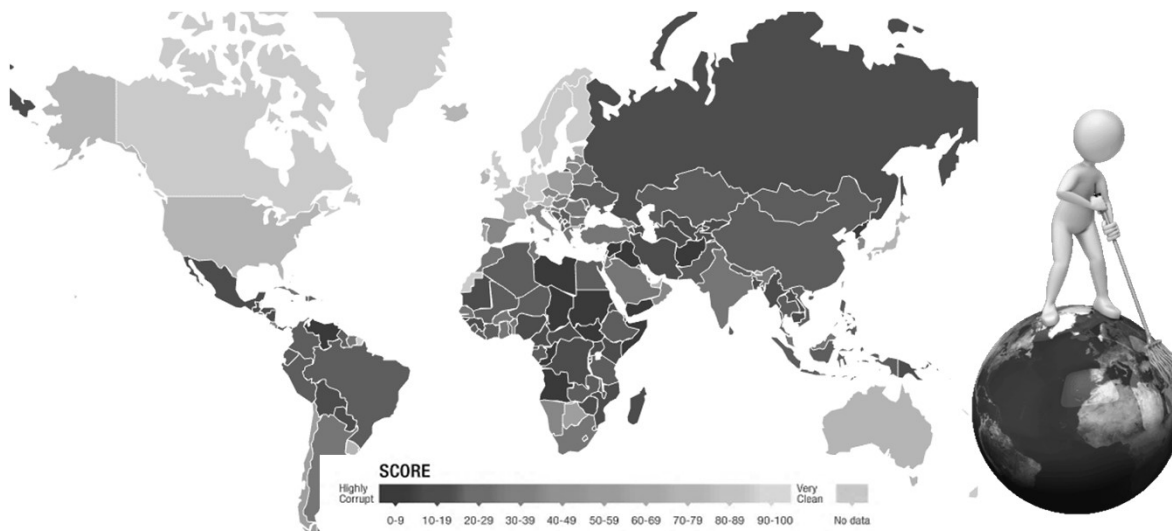 SCORE
Highly Corrupt
Very Clean
0-9 10-19 20-29 30-39 40-49 50-59 60-69 70-79 80-89 90-100 No data